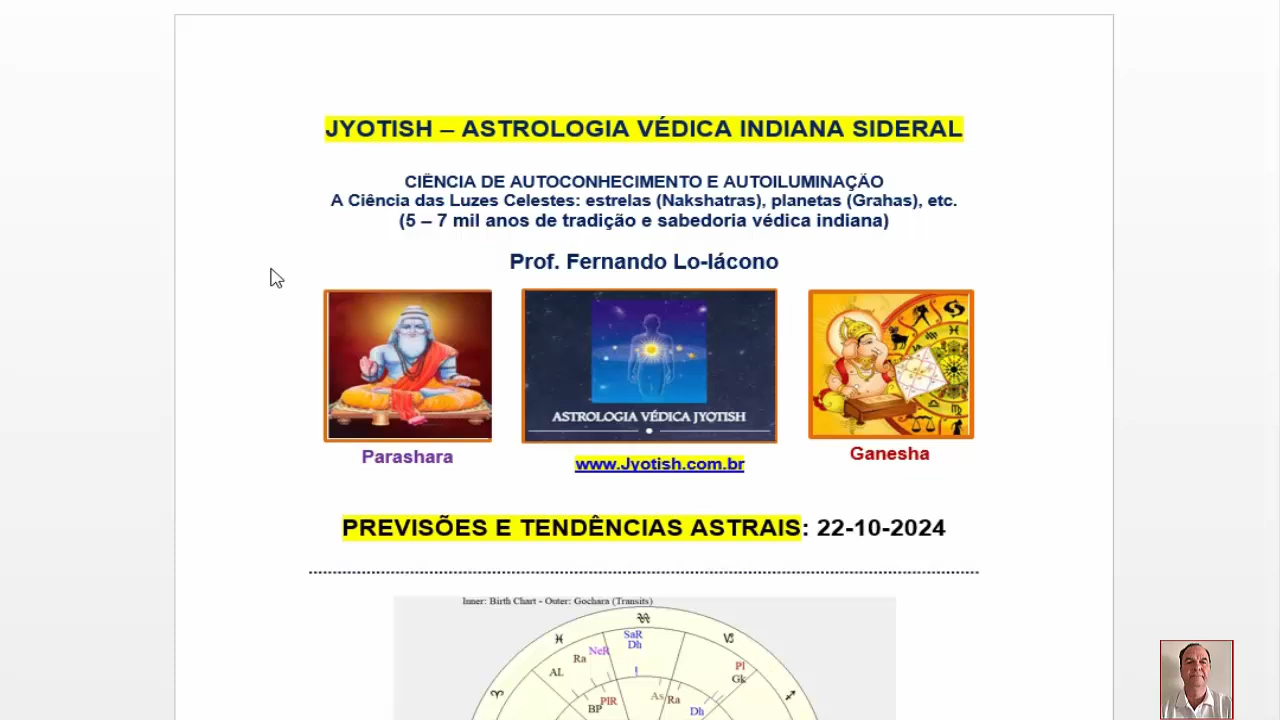 JYOTISH – ASTROLOGIA VÉDICA INDIANA SIDERAL
CIÊNCIA DE AUTOCONHECIMENTO E AUTOILUMINAÇÃO
A Ciência das Luzes Celestes: estrelas (Nakshatras), planetas (Grahas), etc.
(5 – 7 mil anos de tradição e sabedoria védica indiana)
Prof. Fernando Lo-Iácono
ASTROLOGIA VÉDICA JYOTISH
Parashara
www.Jyotish.com.br
Ganesha
PREVISÕES E TENDÊNCIAS ASTRAIS: 22-10-2024
Inner: Birth Chart - Outer: Gochara (Transits)
SaR
Dh
NeR
Ra
AL
Pl
Gk
PlR
BP
As
Ra
Dh